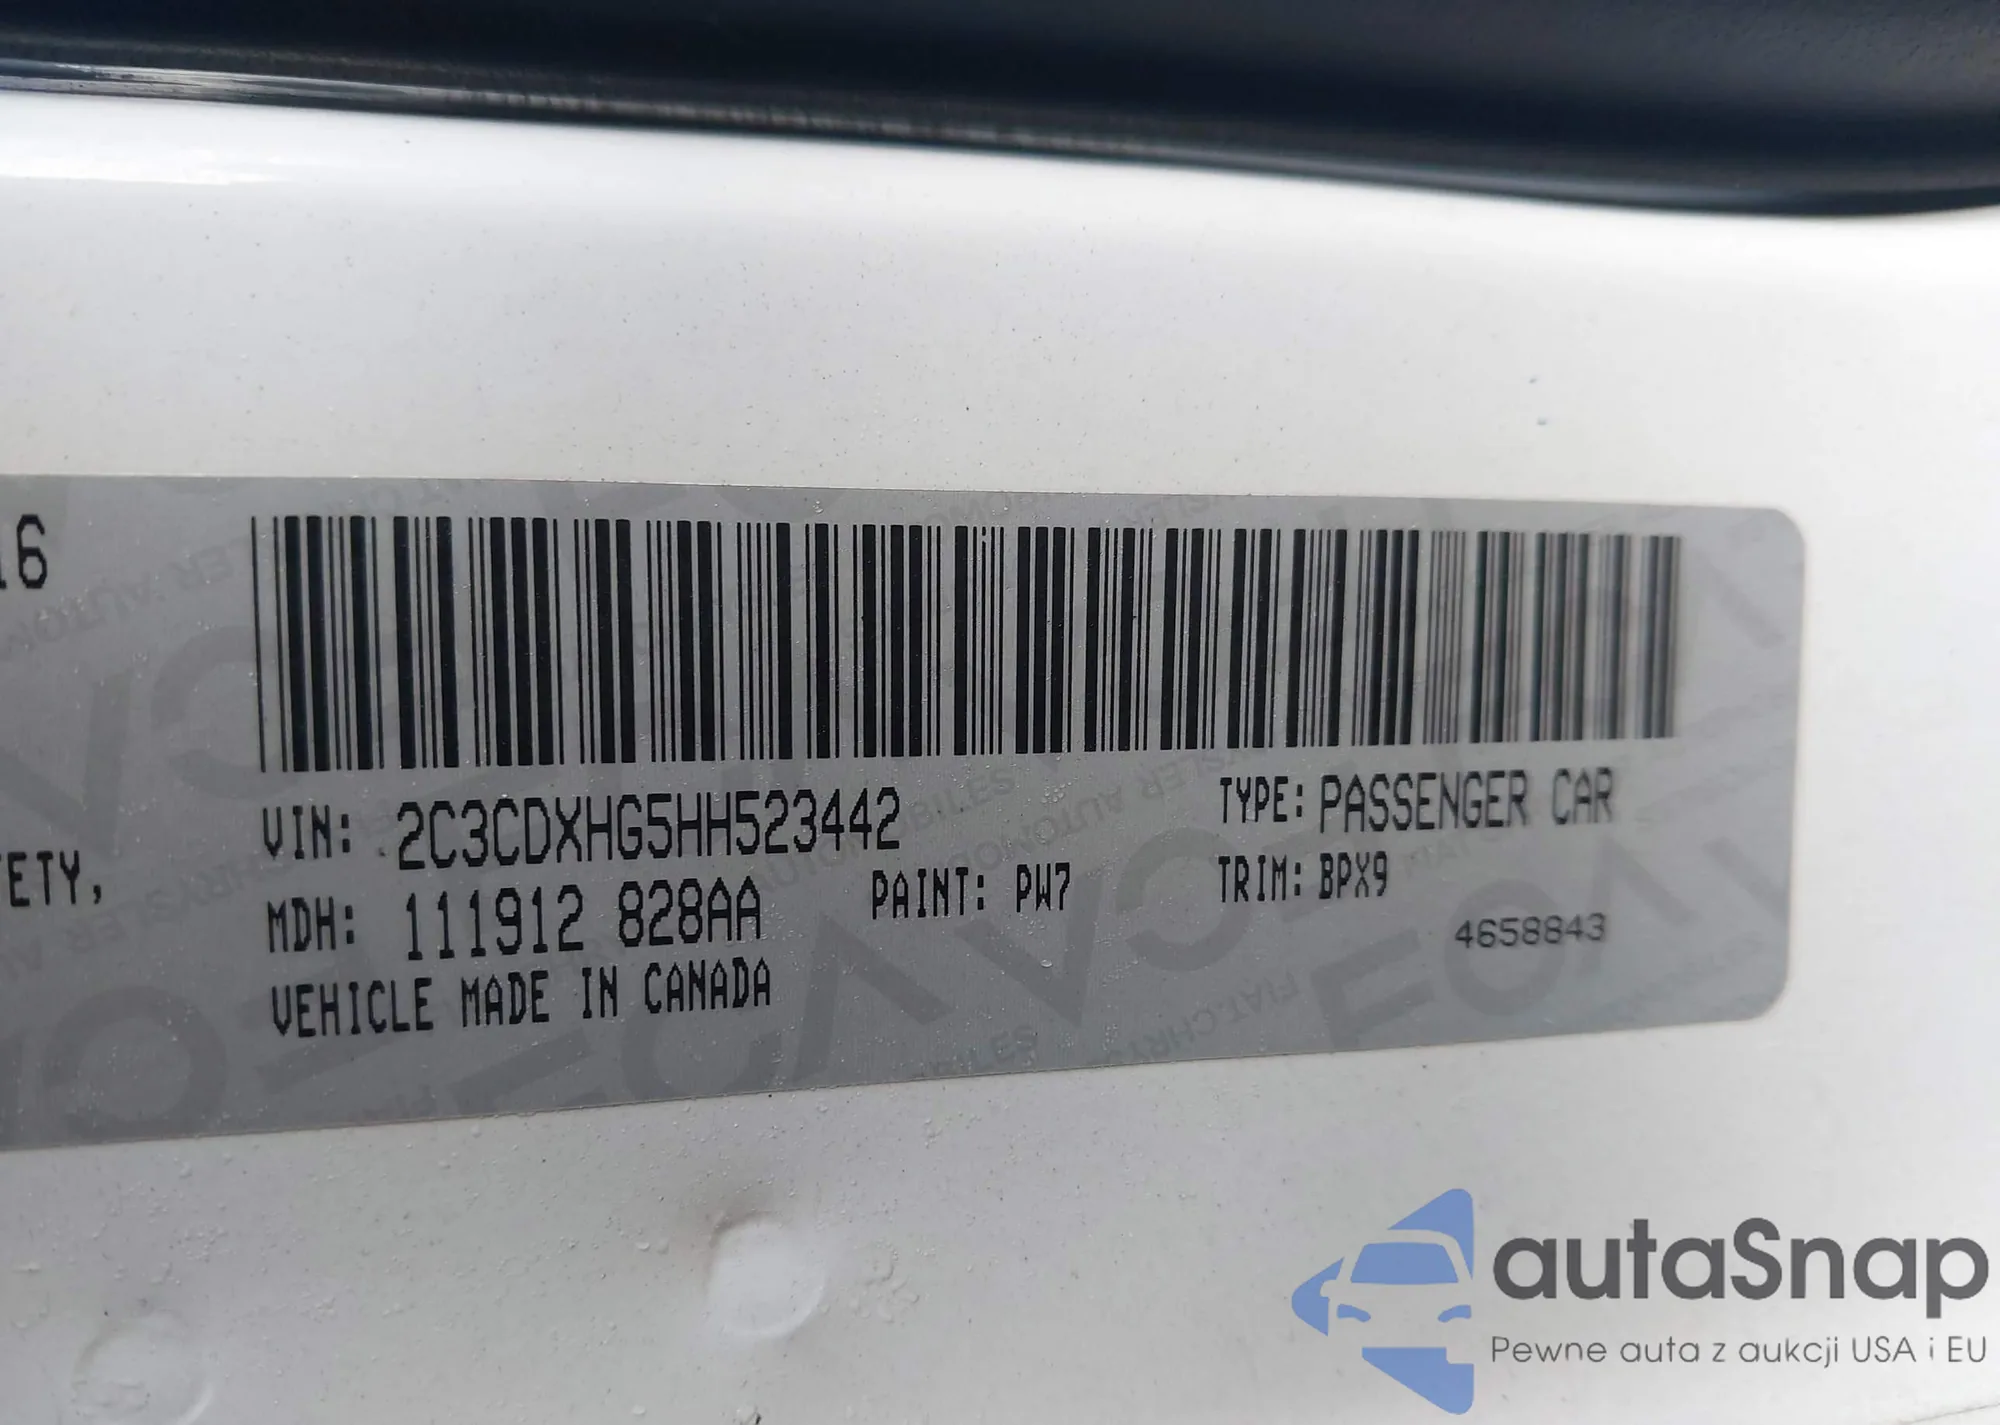 16
ETY,
VIN: 2C3CDXHG5HH523442
TYPE: PASSENGER CAR
MDH: 111912 828AA
PAINT: PW7
TRIM: BPX9
4658843
VEHICLE MADE IN CANADA
autaSnap
Pewne auta z aukcji USA i EU